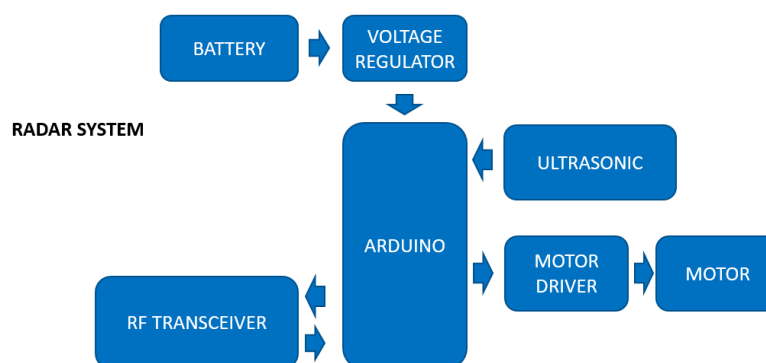 BATTERY
VOLTAGE
REGULATOR
RADAR SYSTEM
ULTRASONIC
ARDUINO
MOTOR
DRIVER
MOTOR
RF TRANSCEIVER